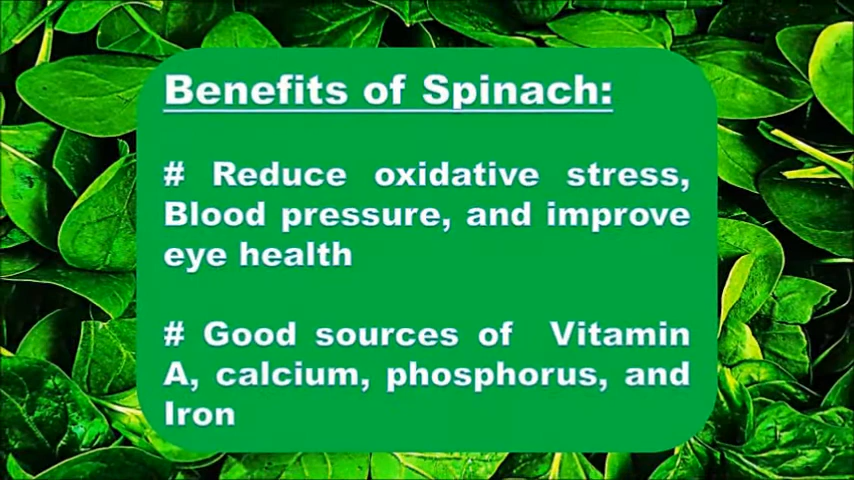 Benefits of Spinach:
# Reduce oxidative stress,
Blood pressure, and improve
eye health
# Good sources of Vitamin
A, calcium, phosphorus, and
Iron